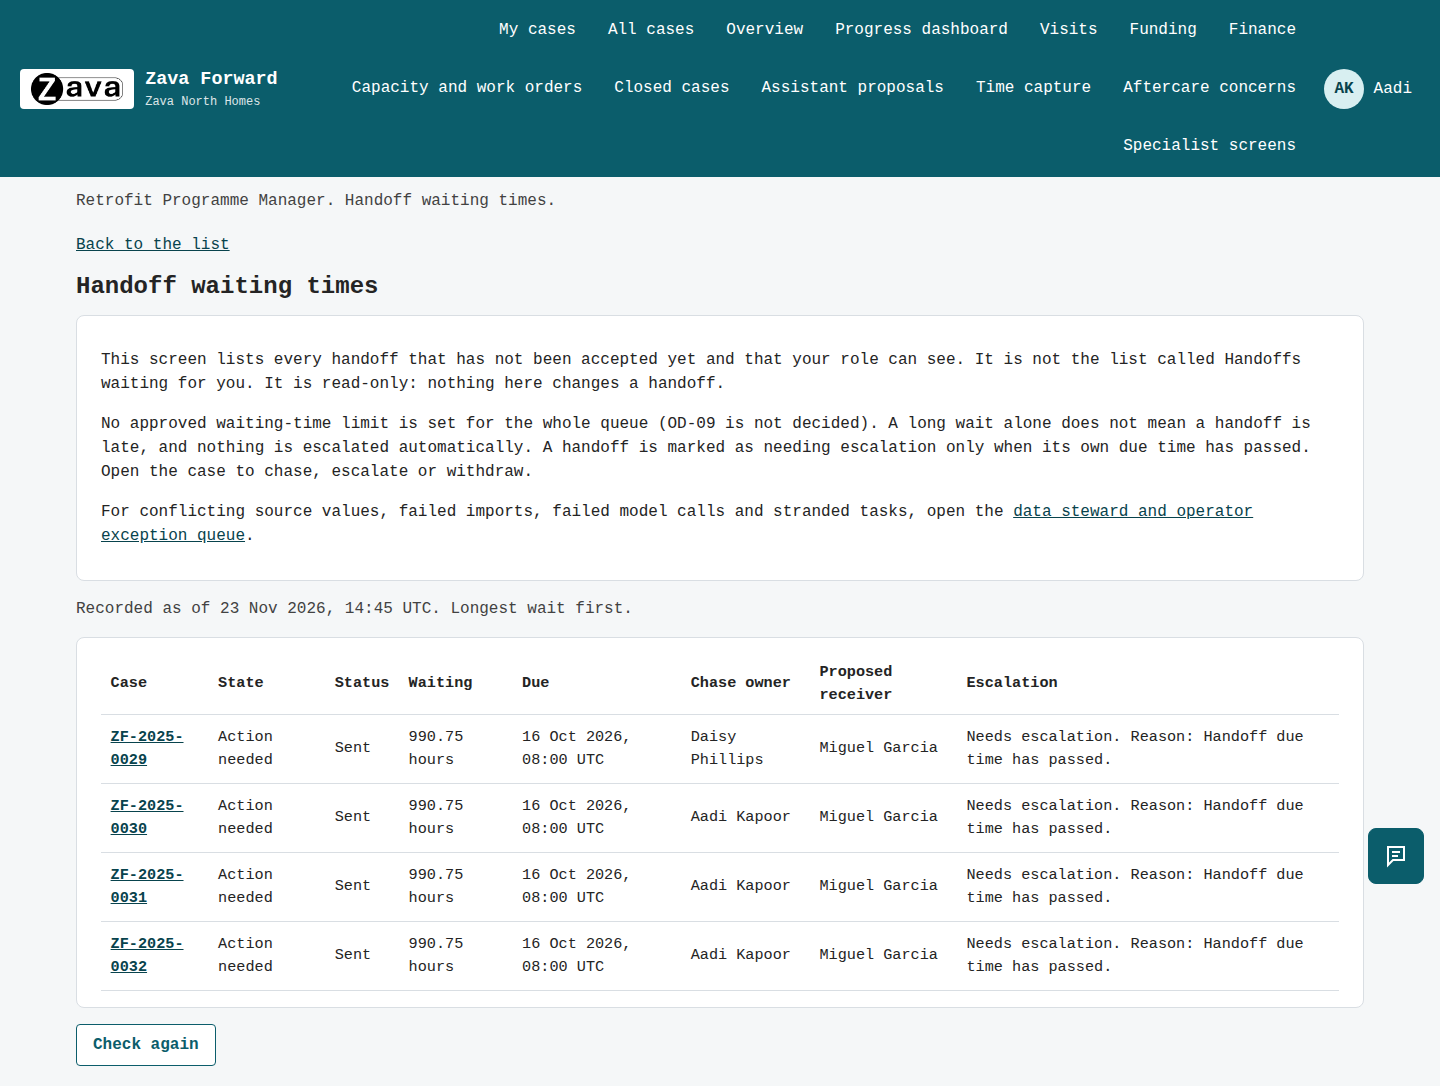 My cases All cases Overview Progress dashboard Visits Funding Finance
Zava
Zava Forward
Zava North Homes
Capacity and work orders Closed cases Assistant proposals Time capture Aftercare concerns
AK Aadi
Specialist screens
Retrofit Programme Manager. Handoff waiting times.
Back to the list
Handoff waiting times
This screen lists every handoff that has not been accepted yet and that your role can see. It is not the list called Handoffs
waiting for you. It is read-only: nothing here changes a handoff.
No approved waiting-time limit is set for the whole queue (OD-09 is not decided). A long wait alone does not mean a handoff is
late, and nothing is escalated automatically. A handoff is marked as needing escalation only when its own due time has passed.
Open the case to chase, escalate or withdraw.
For conflicting source values, failed imports, failed model calls and stranded tasks, open the data steward and operator
exception queue.
Recorded as of 23 Nov 2026, 14:45 UTC. Longest wait first.
Case State Status Waiting Due Chase owner Proposed receiver Escalation
ZF-2025-0029 Action needed Sent 990.75 hours 16 Oct 2026, 08:00 UTC Daisy Phillips Miguel Garcia Needs escalation. Reason: Handoff due time has passed.
ZF-2025-0030 Action needed Sent 990.75 hours 16 Oct 2026, 08:00 UTC Aadi Kapoor Miguel Garcia Needs escalation. Reason: Handoff due time has passed.
ZF-2025-0031 Action needed Sent 990.75 hours 16 Oct 2026, 08:00 UTC Aadi Kapoor Miguel Garcia Needs escalation. Reason: Handoff due time has passed.
ZF-2025-0032 Action needed Sent 990.75 hours 16 Oct 2026, 08:00 UTC Aadi Kapoor Miguel Garcia Needs escalation. Reason: Handoff due time has passed.
Check again